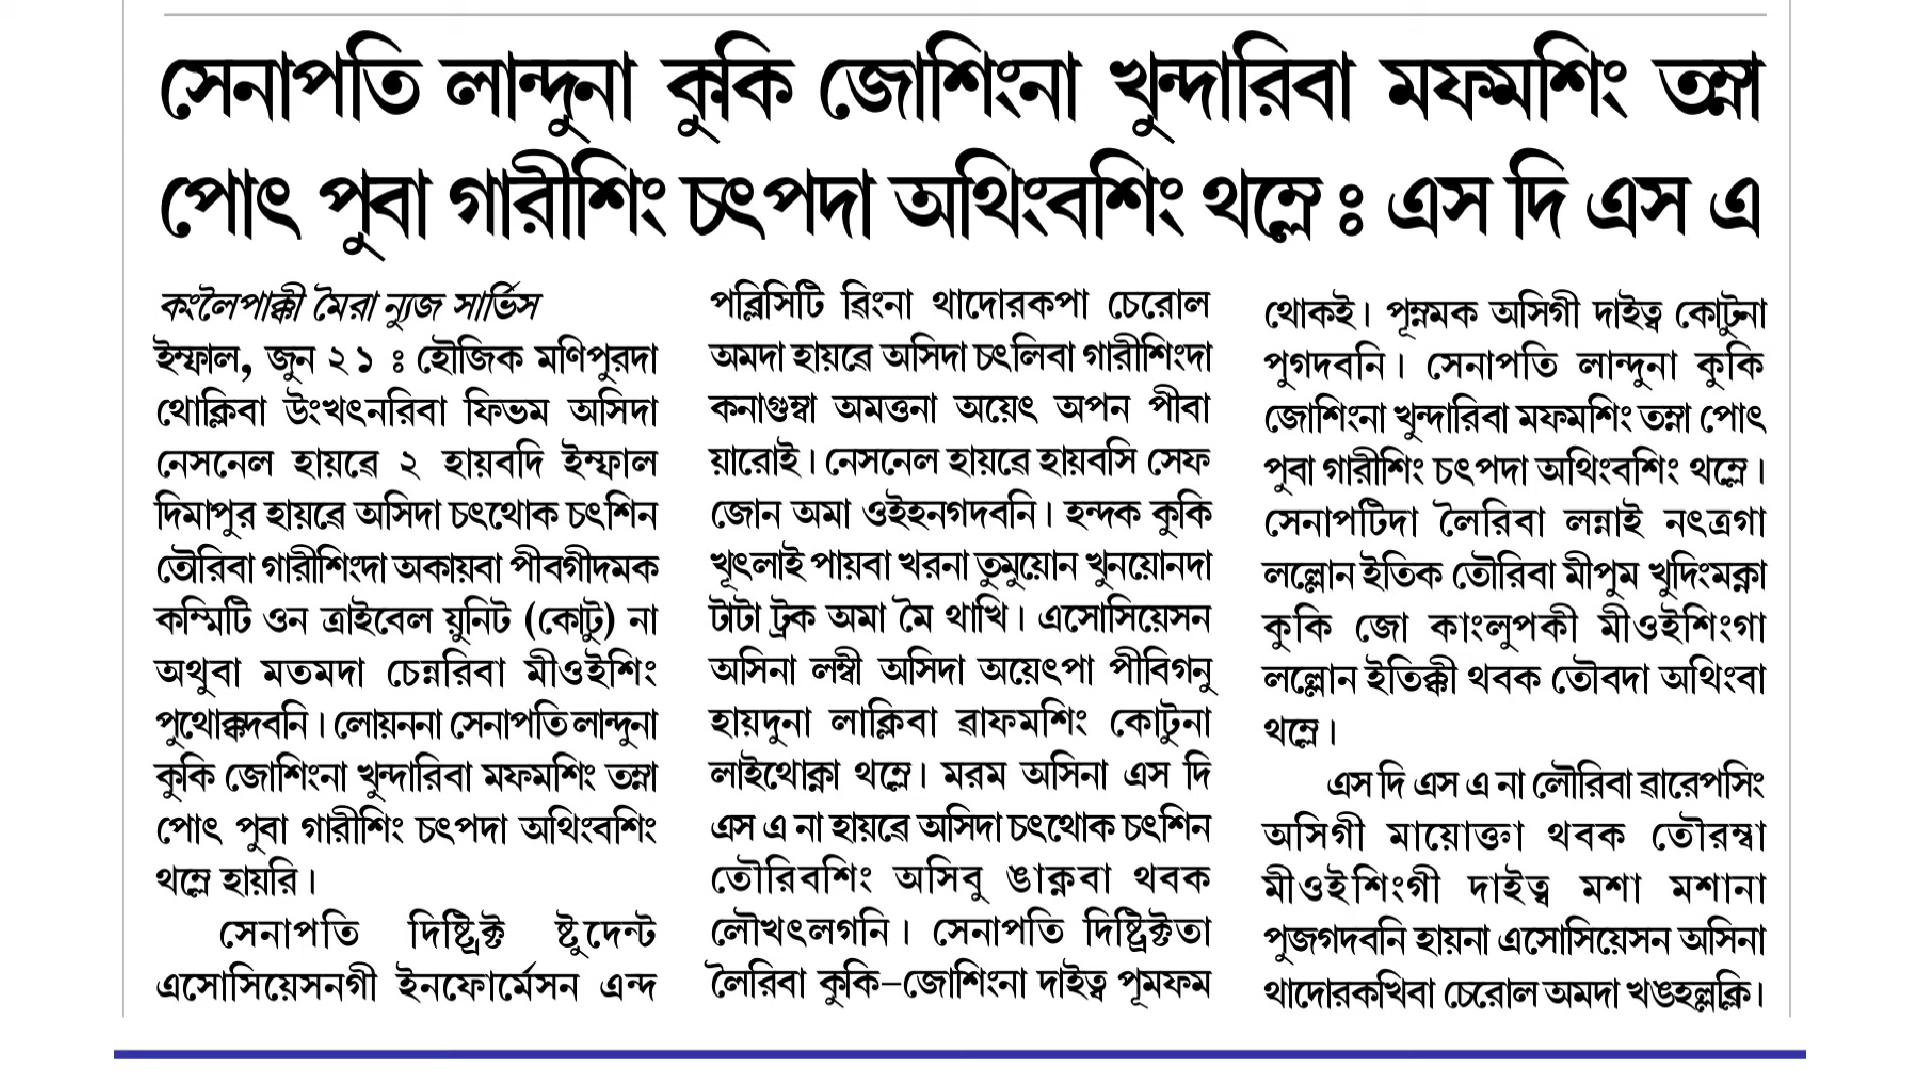 সেনাপতি লান্দুনা কুকি জোশিংনা খুন্দারিবা মফমশিং তম্না
পোৎ পুবা গারীশিং চৎপদা অথিংবশিং থম্লে ঃ এস দি এস এ
কংলৈপাক্কী মৈরা ন্যুজ সার্ভিস
ইম্ফাল, জুন ২১ ঃ হৌজিক মণিপুরদা
থোক্লিবা উংখৎনরিবা ফিভম অসিদা
নেসনেল হায়ৱে ২ হায়বদি ইম্ফাল
দিমাপুর হায়ৱে অসিদা চৎথোক চৎশিন
তৌরিবা গারীশিংদা অকায়বা পীবগীদমক
কম্মিটি ওন ত্রাইবেল য়ুনিট (কোটু) না
অথুবা মতমদা চেন্নরিবা মীওইশিং
পুথোক্কদবনি। লোয়ননা সেনাপতি লান্দুনা
কুকি জোশিংনা খুন্দারিবা মফমশিং তম্না
পোৎ পুবা গারীশিং চৎপদা অথিংবশিং
থম্লে হায়রি।
সেনাপতি দিষ্ট্রিক্ট ষ্টুদেন্ট
এসোসিয়েসনগী ইনফোর্মেসন এন্দ
পব্লিসিটি ৱিংনা থাদোরকপা চেরোল
অমদা হায়ৱে অসিদা চৎলিবা গারীশিংদা
কনাগুম্বা অমত্তনা অয়েৎ অপন পীবা
য়ারোই। নেসনেল হায়ৱে হায়বসি সেফ
জোন অমা ওইহনগদবনি। হন্দক কুকি
খূৎলাই পায়বা খরনা তুমুয়োন খুনয়োনদা
টাটা ট্রক অমা মৈ থাখি। এসোসিয়েসন
অসিনা লম্বী অসিদা অয়েৎপা পীবিগনু
হায়দুনা লাক্লিবা ৱাফমশিং কোটুনা
লাইথোক্না থম্লে। মরম অসিনা এস দি
এস এ না হায়ৱে অসিদা চৎথোক চৎশিন
তৌরিবশিং অসিবু ঙাক্নবা থবক
লৌখৎলগনি। সেনাপতি দিষ্ট্রিক্টতা
লৈরিবা কুকি-জোশিংনা দাইত্ব পূমফম
থোকই। পূম্নমক অসিগী দাইত্ব কোটুনা
পুগদবনি। সেনাপতি লান্দুনা কুকি
জোশিংনা খুন্দারিবা মফমশিং তম্না পোৎ
পুবা গারীশিং চৎপদা অথিংবশিং থম্লে।
সেনাপটিদা লৈরিবা লন্নাই নৎত্রগা
লল্লোন ইতিক তৌরিবা মীপুম খুদিংমক্না
কুকি জো কাংলুপকী মীওইশিংগা
লল্লোন ইতিক্কী থবক তৌবদা অথিংবা
থম্লে।
এস দি এস এ না লৌরিবা ৱারেপসিং
অসিগী মায়োক্তা থবক তৌরম্বা
মীওইশিংগী দাইত্ব মশা মশানা
পুজগদবনি হায়না এসোসিয়েসন অসিনা
থাদোরকখিবা চেরোল অমদা খঙহল্লক্লি।